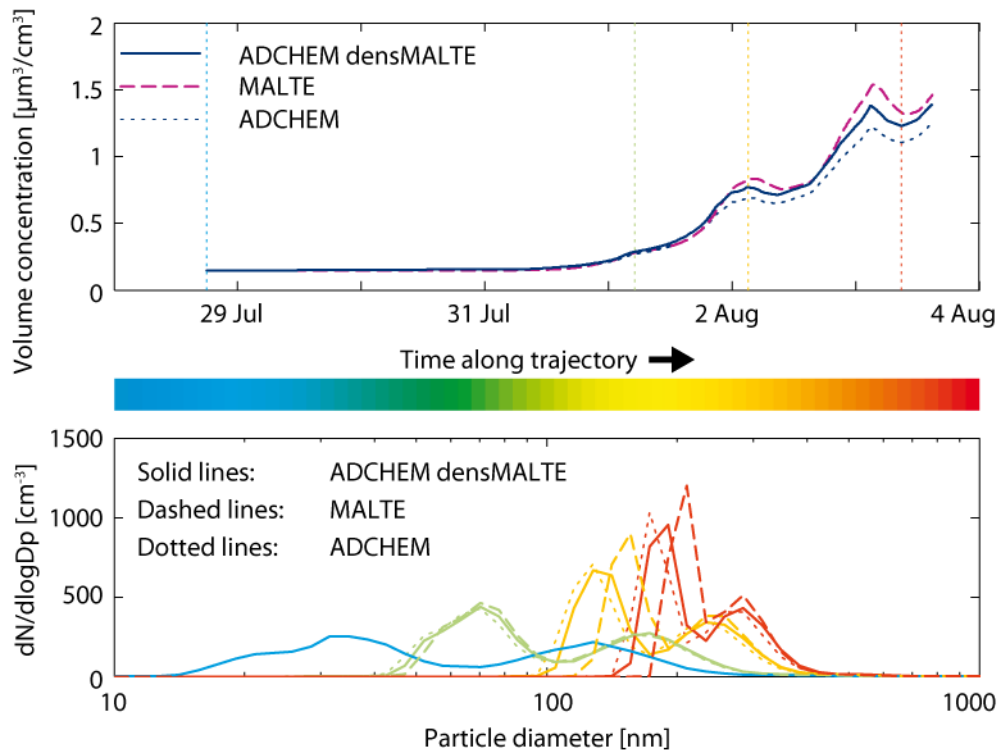 Volume concentration [µm³/cm³]
2
1.5
1
0.5
0
ADCHEM densMALTE
MALTE
ADCHEM
29 Jul
31 Jul
2 Aug
4 Aug
Time along trajectory
dN/dlogDp [cm⁻³]
1500
1000
500
0
Solid lines: ADCHEM densMALTE
Dashed lines: MALTE
Dotted lines: ADCHEM
10
100
1000
Particle diameter [nm]